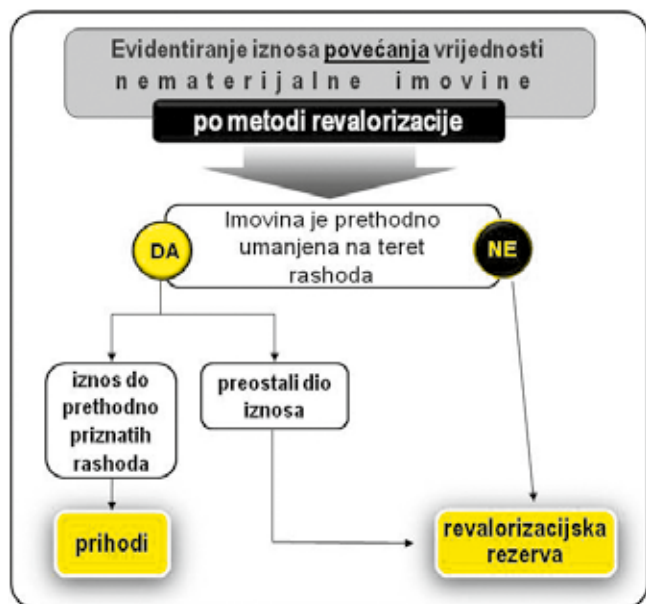 Evidentiranje iznosa povećanja vrijednosti
nematerijalne imovine
po metodi revalorizacije
Imovina je prethodno
umanjena na teret
rashoda
DA
NE
iznos do
prethodno
priznatih
rashoda
preostali dio
iznosa
prihodi
revalorizacijska
rezerva